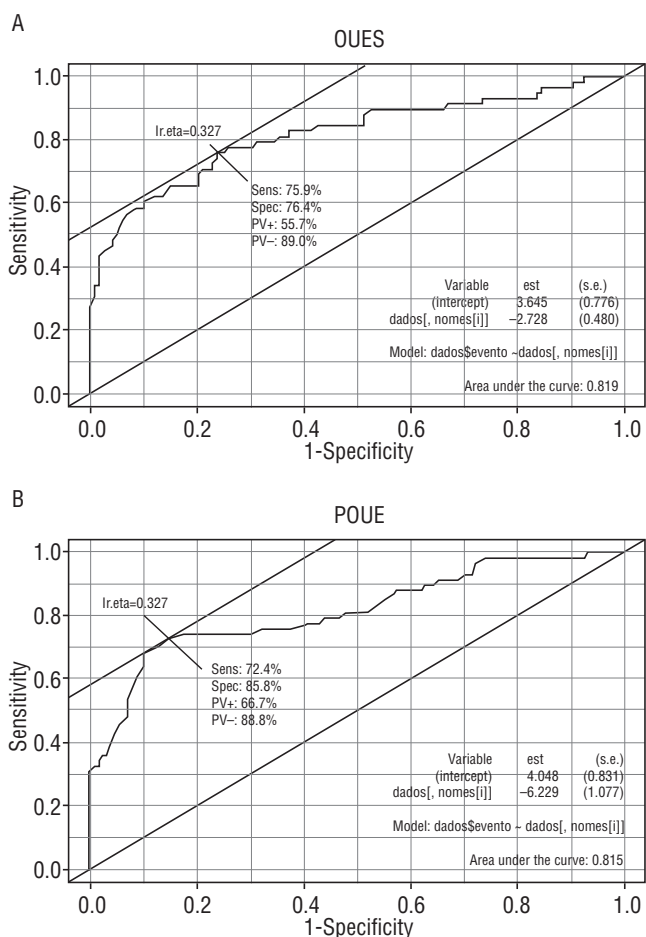 A
OUES
1.0
0.8
0.6
0.4
0.2
0.0
Sensitivity
Ir.eta=0.327
Sens: 75.9%
Spec: 76.4%
PV+: 55.7%
PV–: 89.0%
Variable est (s.e.)
(intercept) 3.645 (0.776)
dados[, nomes[i]] –2.728 (0.480)
Model: dados$evento ~dados[, nomes[i]]
Area under the curve: 0.819
0.0 0.2 0.4 0.6 0.8 1.0
1-Specificity
B
POUE
1.0
0.8
0.6
0.4
0.2
0.0
Sensitivity
Ir.eta=0.327
Sens: 72.4%
Spec: 85.8%
PV+: 66.7%
PV–: 88.8%
Variable est (s.e.)
(intercept) 4.048 (0.831)
dados[, nomes[i]] –6.229 (1.077)
Model: dados$evento ~ dados[, nomes[i]]
Area under the curve: 0.815
0.0 0.2 0.4 0.6 0.8 1.0
1-Specificity